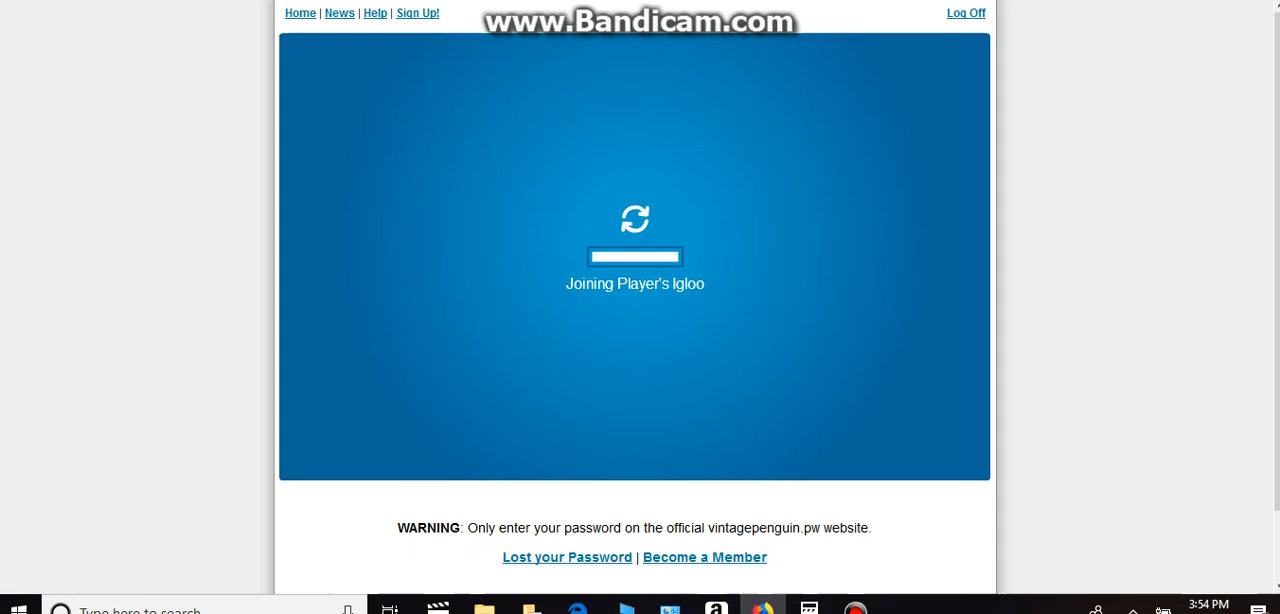 www.Bandicam.com
Home | News | Help | Sign Up! Log Off
Joining Player's Igloo
WARNING: Only enter your password on the official vintagepenguin.pw website.
Lost your Password | Become a Member
Type here to search
3:54 PM